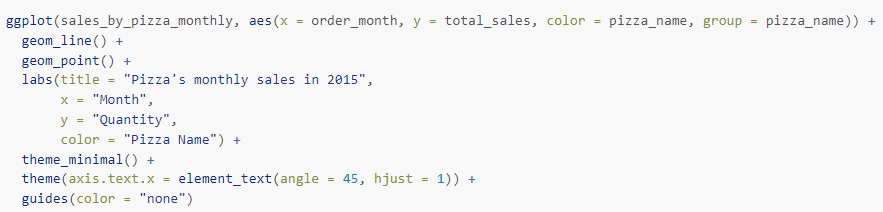 ggplot(sales_by_pizza_monthly, aes(x = order_month, y = total_sales, color = pizza_name, group = pizza_name)) +
  geom_line() +
  geom_point() +
  labs(title = "Pizza's monthly sales in 2015",
       x = "Month",
       y = "Quantity",
       color = "Pizza Name") +
  theme_minimal() +
  theme(axis.text.x = element_text(angle = 45, hjust = 1)) +
  guides(color = "none")